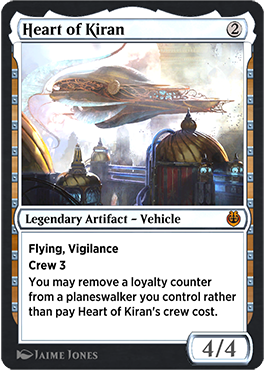 Heart of Kiran 2
Legendary Artifact – Vehicle
Flying, Vigilance
Crew 3
You may remove a loyalty counter
from a planeswalker you control rather
than pay Heart of Kiran's crew cost.
Jaime Jones
4/4